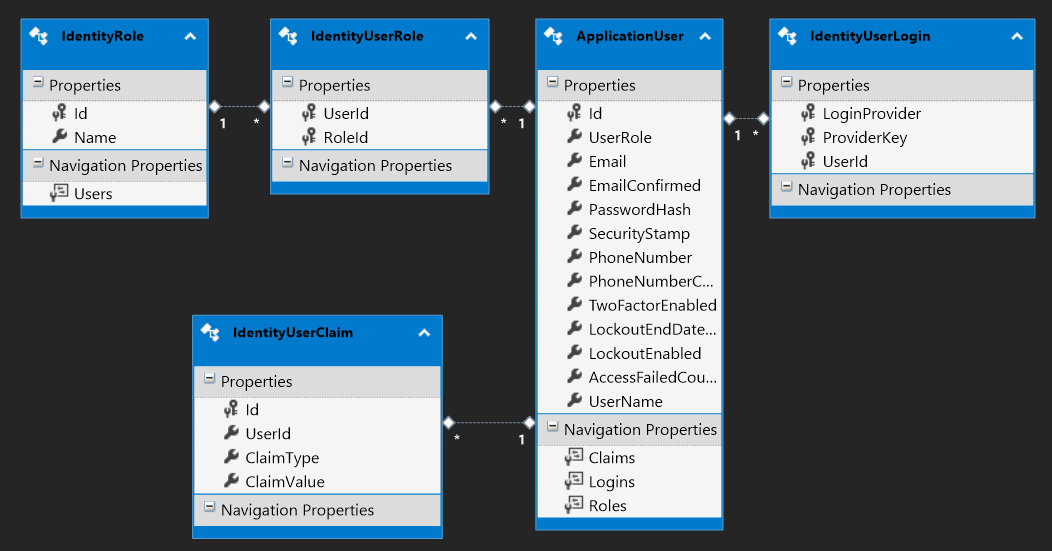 IdentityRole
Properties
Id
Name
Navigation Properties
Users
1
*
IdentityUserRole
Properties
UserId
RoleId
Navigation Properties
*
1
ApplicationUser
Properties
Id
UserRole
Email
EmailConfirmed
PasswordHash
SecurityStamp
PhoneNumber
PhoneNumberC...
TwoFactorEnabled
LockoutEndDate...
LockoutEnabled
AccessFailedCou...
UserName
Navigation Properties
Claims
Logins
Roles
1
*
IdentityUserLogin
Properties
LoginProvider
ProviderKey
UserId
Navigation Properties
IdentityUserClaim
Properties
Id
UserId
ClaimType
ClaimValue
Navigation Properties
*
1